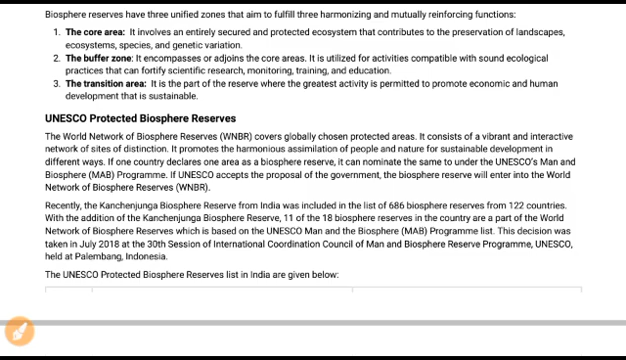 Biosphere reserves have three unified zones that aim to fulfill three harmonizing and mutually reinforcing functions:
1. The core area: It involves an entirely secured and protected ecosystem that contributes to the preservation of landscapes,
ecosystems, species, and genetic variation.
2. The buffer zone: It encompasses or adjoins the core areas. It is utilized for activities compatible with sound ecological
practices that can fortify scientific research, monitoring, training, and education.
3. The transition area: It is the part of the reserve where the greatest activity is permitted to promote economic and human
development that is sustainable.
UNESCO Protected Biosphere Reserves
The World Network of Biosphere Reserves (WNBR) covers globally chosen protected areas. It consists of a vibrant and interactive
network of sites of distinction. It promotes the harmonious assimilation of people and nature for sustainable development in
different ways. If one country declares one area as a biosphere reserve, it can nominate the same to under the UNESCO's Man and
Biosphere (MAB) Programme. If UNESCO accepts the proposal of the government, the biosphere reserve will enter into the World
Network of Biosphere Reserves (WNBR).
Recently, the Kanchenjunga Biosphere Reserve from India was included in the list of 686 biosphere reserves from 122 countries.
With the addition of the Kanchenjunga Biosphere Reserve, 11 of the 18 biosphere reserves in the country are a part of the World
Network of Biosphere Reserves which is based on the UNESCO Man and the Biosphere (MAB) Programme list. This decision was
taken in July 2018 at the 30th Session of International Coordination Council of Man and Biosphere Reserve Programme, UNESCO,
held at Palembang, Indonesia.
The UNESCO Protected Biosphere Reserves list in India are given below: